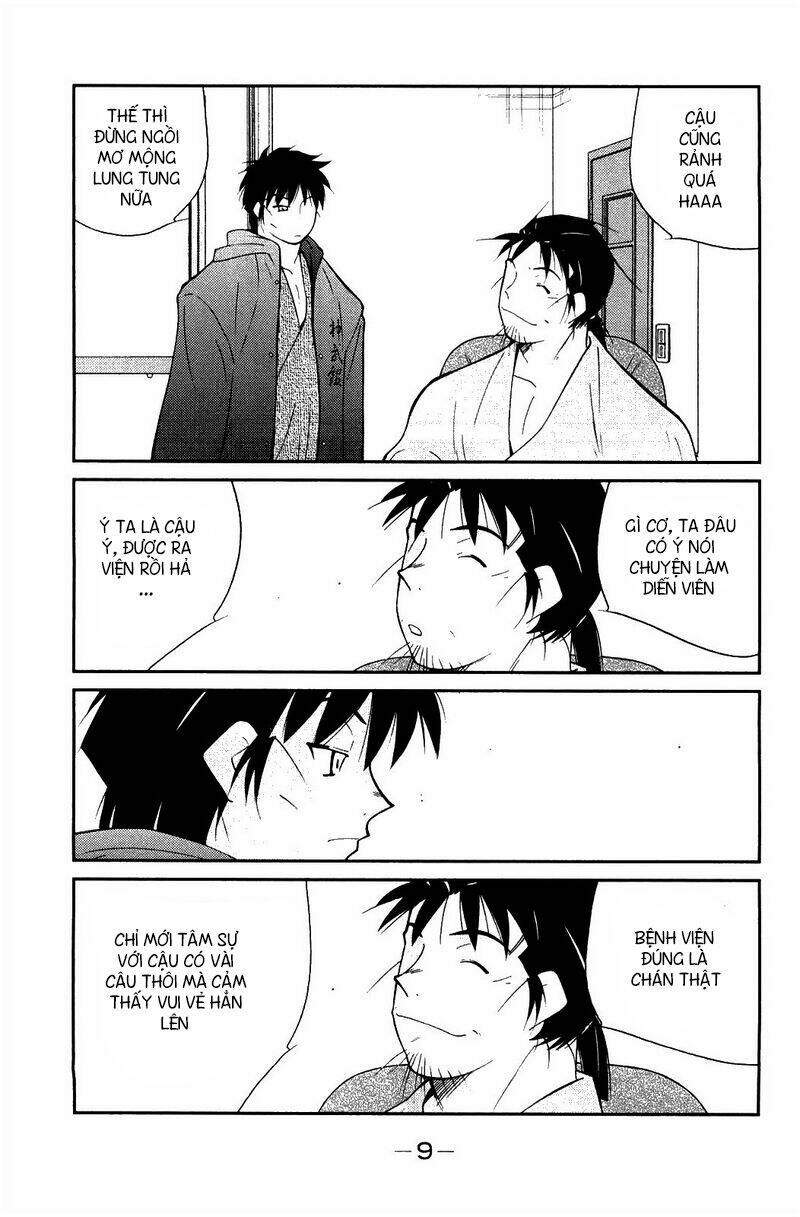 CẬU
CŨNG
RẢNH
QUÁ
HAAA
THẾ THÌ
ĐỪNG NGỒI
MƠ MỘNG
LUNG TUNG
NỮA
GÌ CƠ, TA ĐÂU
CÓ Ý NÓI
CHUYỆN LÀM
DIỄN VIÊN
Ý TA LÀ CẬU
Ý, ĐƯỢC RA
VIỆN RỒI HẢ
...
BỆNH VIỆN
ĐÚNG LÀ
CHÁN THẬT
CHỈ MỚI TÂM SỰ
VỚI CẬU CÓ VÀI
CÂU THÔI MÀ CẢM
THẤY VUI VẺ HẲN
LÊN
—9—